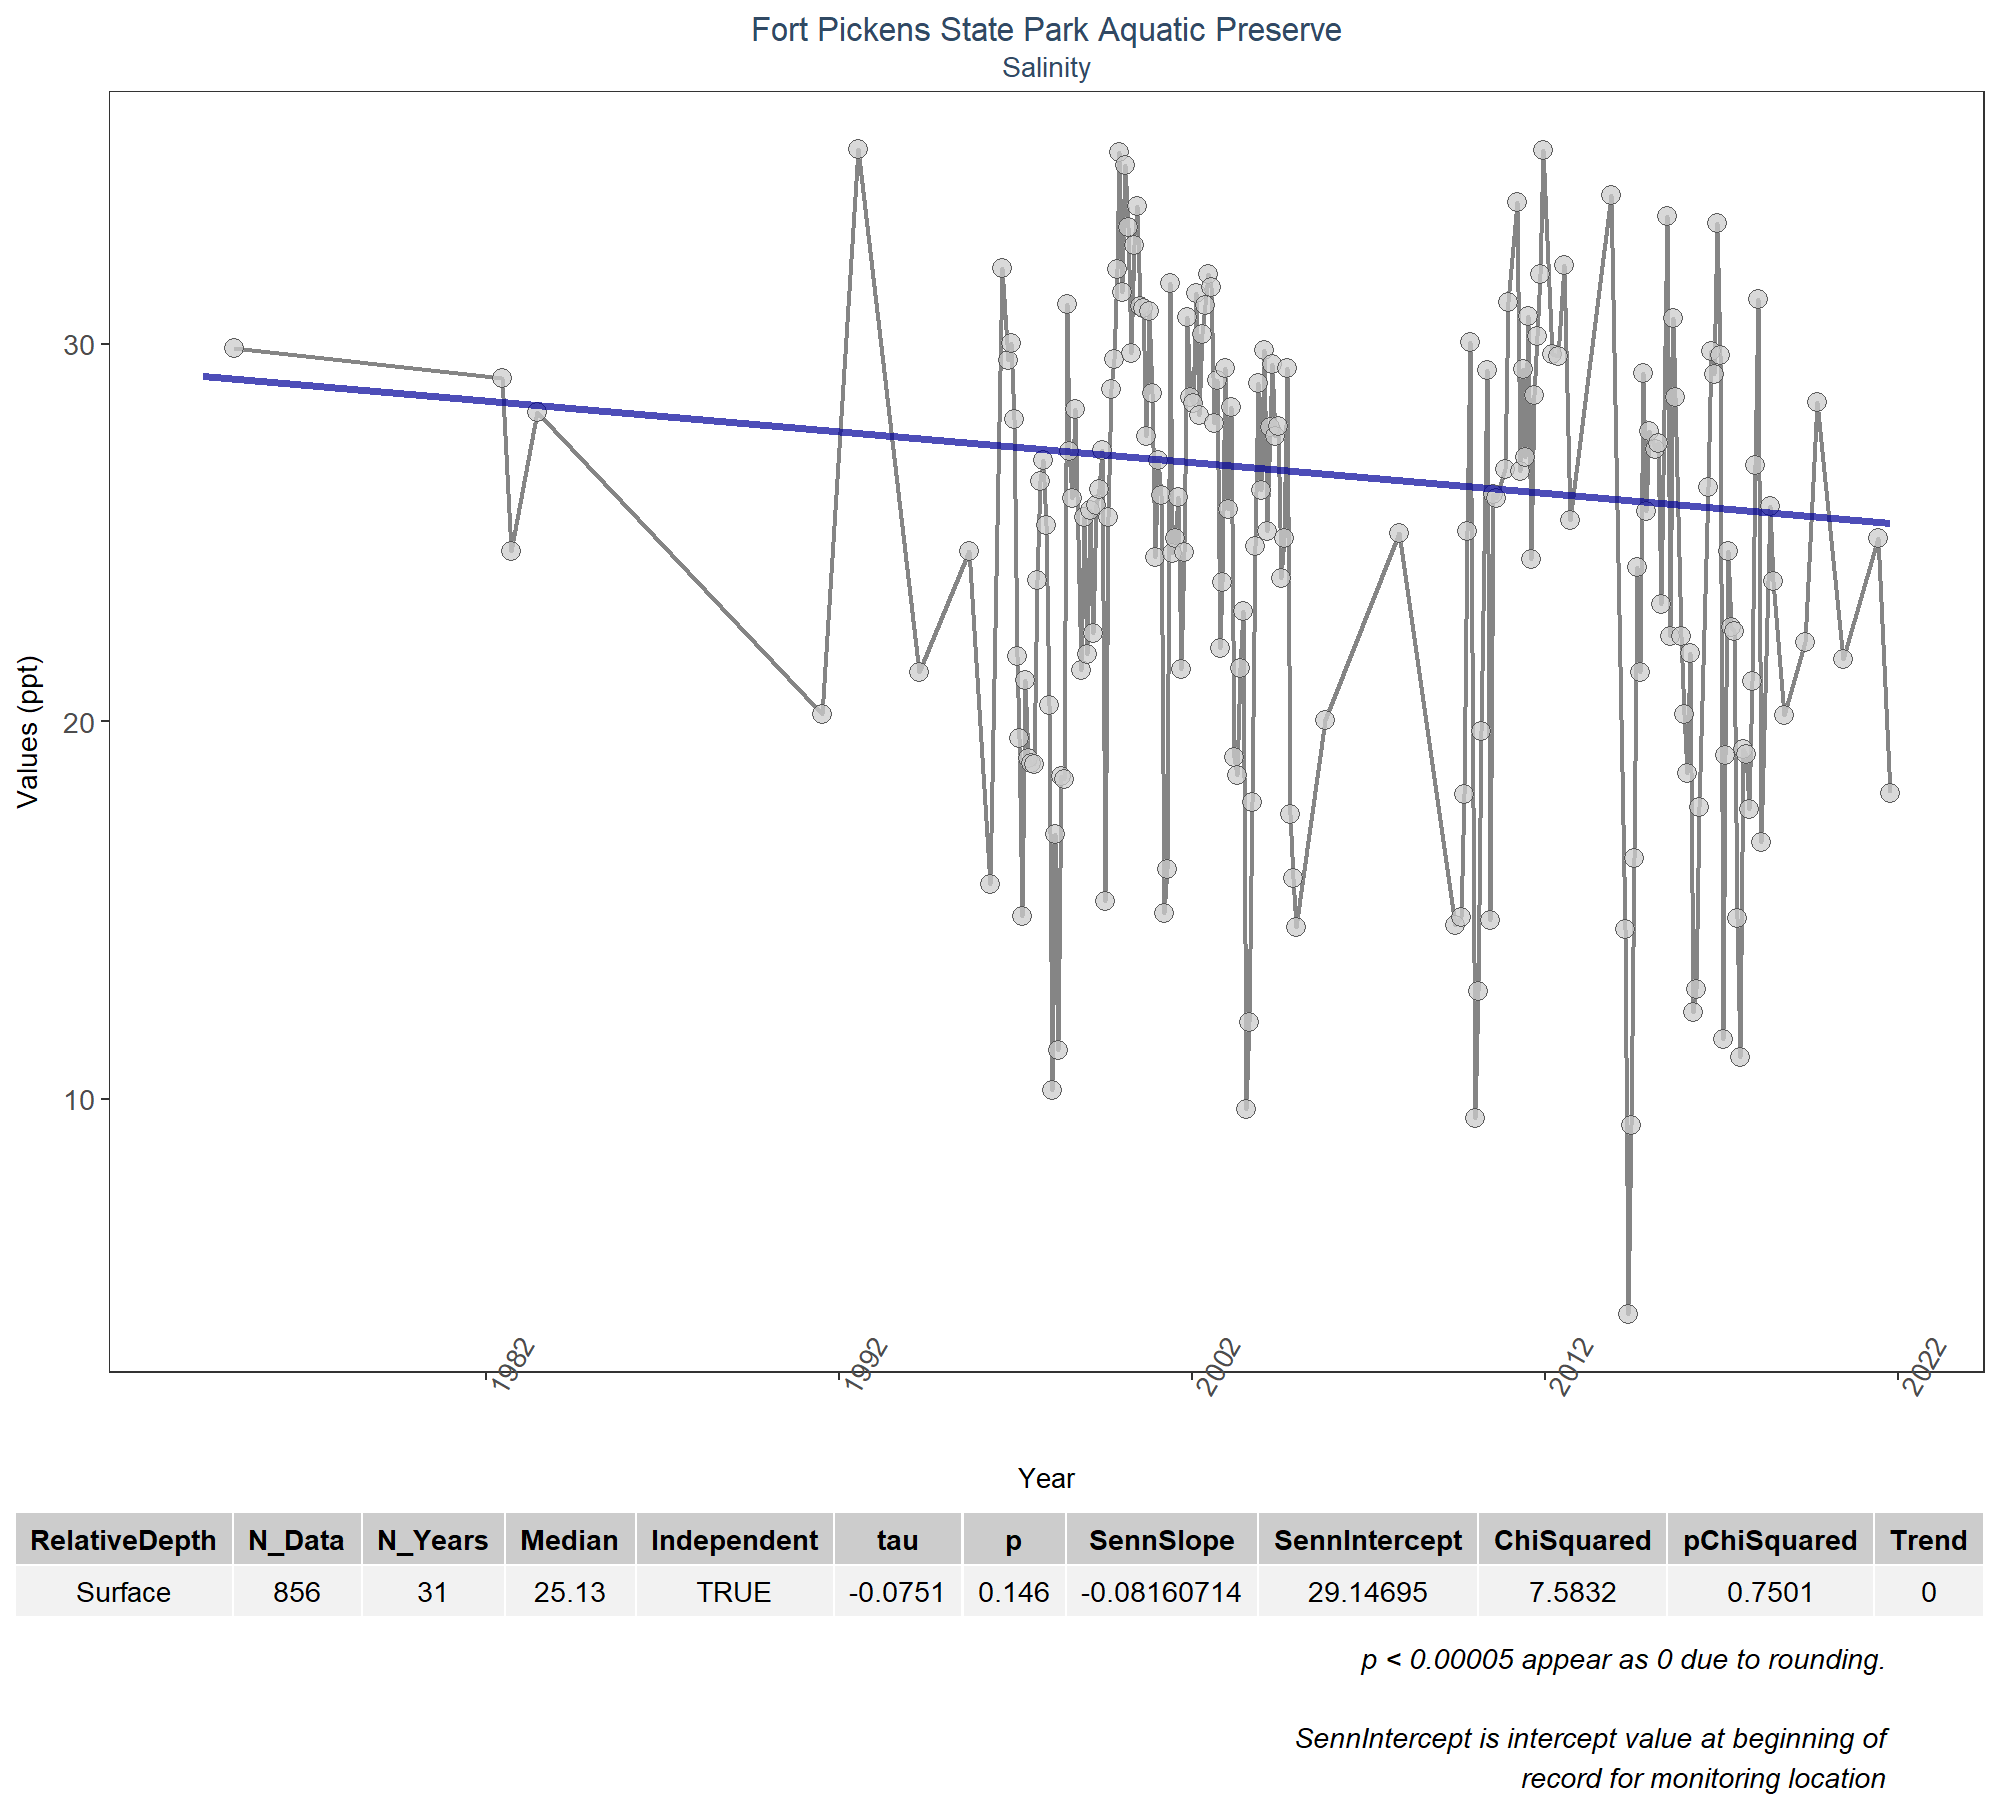 Fort Pickens State Park Aquatic Preserve
Salinity
Values (ppt)
30
20
10
1982 1992 2002 2012 2022
Year
RelativeDepth N_Data N_Years Median Independent tau p SennSlope SennIntercept ChiSquared pChiSquared Trend
Surface 856 31 25.13 TRUE -0.0751 0.146 -0.08160714 29.14695 7.5832 0.7501 0
p < 0.00005 appear as 0 due to rounding.
SennIntercept is intercept value at beginning of
record for monitoring location